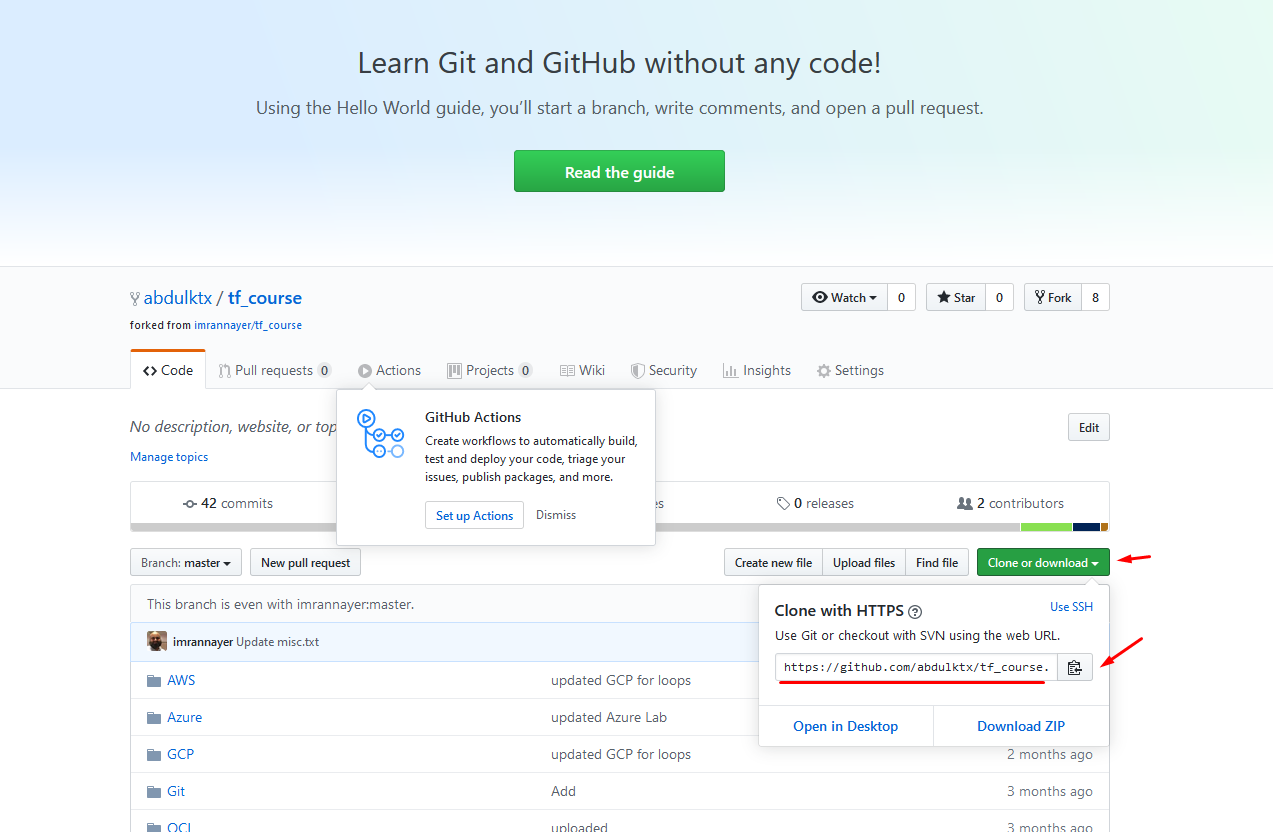 Learn Git and GitHub without any code!
Using the Hello World guide, you’ll start a branch, write comments, and open a pull request.
Read the guide
abdulktx / tf_course
Watch 0 Star 0 Fork 8
forked from imrannayer/tf_course
Code Pull requests 0 Actions Projects 0 Wiki Security Insights Settings
GitHub Actions
Create workflows to automatically build,
test and deploy your code, triage your
issues, publish packages, and more.
Set up Actions Dismiss
No description, website, or top
Edit
Manage topics
42 commits
0 releases
2 contributors
Branch: master New pull request Create new file Upload files Find file Clone or download
This branch is even with imrannayer:master.
Clone with HTTPS Use SSH
Use Git or checkout with SVN using the web URL.
https://github.com/abdulktx/tf_course.
Open in Desktop Download ZIP
imrannayer Update misc.txt
AWS updated GCP for loops
Azure updated Azure Lab
GCP updated GCP for loops 2 months ago
Git Add 3 months ago
OCI uploaded 3 months ago